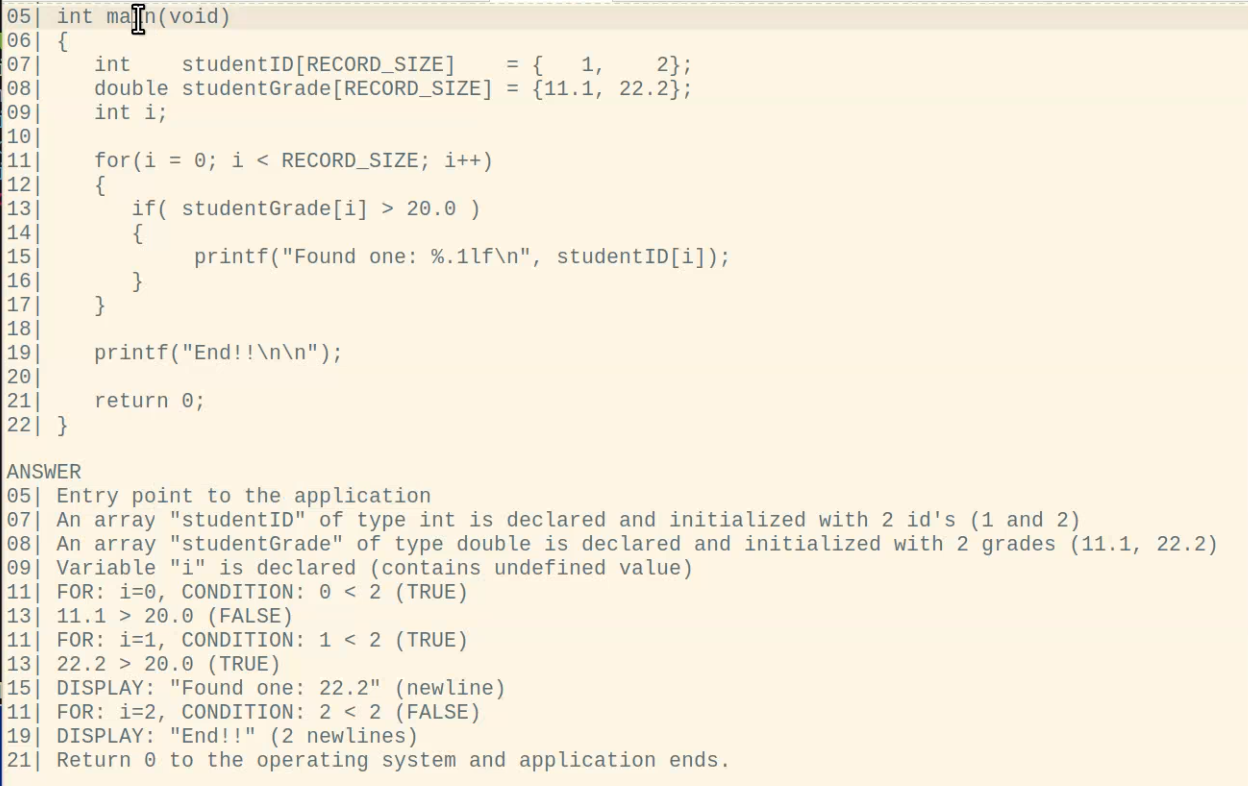 05| int main(void)
06| {
07|    int    studentID[RECORD_SIZE]    = {   1,    2};
08|    double studentGrade[RECORD_SIZE] = {11.1, 22.2};
09|    int i;
10|
11|    for(i = 0; i < RECORD_SIZE; i++)
12|    {
13|       if( studentGrade[i] > 20.0 )
14|       {
15|            printf("Found one: %.1lf\n", studentID[i]);
16|       }
17|    }
18|
19|    printf("End!!\n\n");
20|
21|    return 0;
22| }
ANSWER
05| Entry point to the application
07| An array "studentID" of type int is declared and initialized with 2 id's (1 and 2)
08| An array "studentGrade" of type double is declared and initialized with 2 grades (11.1, 22.2)
09| Variable "i" is declared (contains undefined value)
11| FOR: i=0, CONDITION: 0 < 2 (TRUE)
13| 11.1 > 20.0 (FALSE)
11| FOR: i=1, CONDITION: 1 < 2 (TRUE)
13| 22.2 > 20.0 (TRUE)
15| DISPLAY: "Found one: 22.2" (newline)
11| FOR: i=2, CONDITION: 2 < 2 (FALSE)
19| DISPLAY: "End!!" (2 newlines)
21| Return 0 to the operating system and application ends.